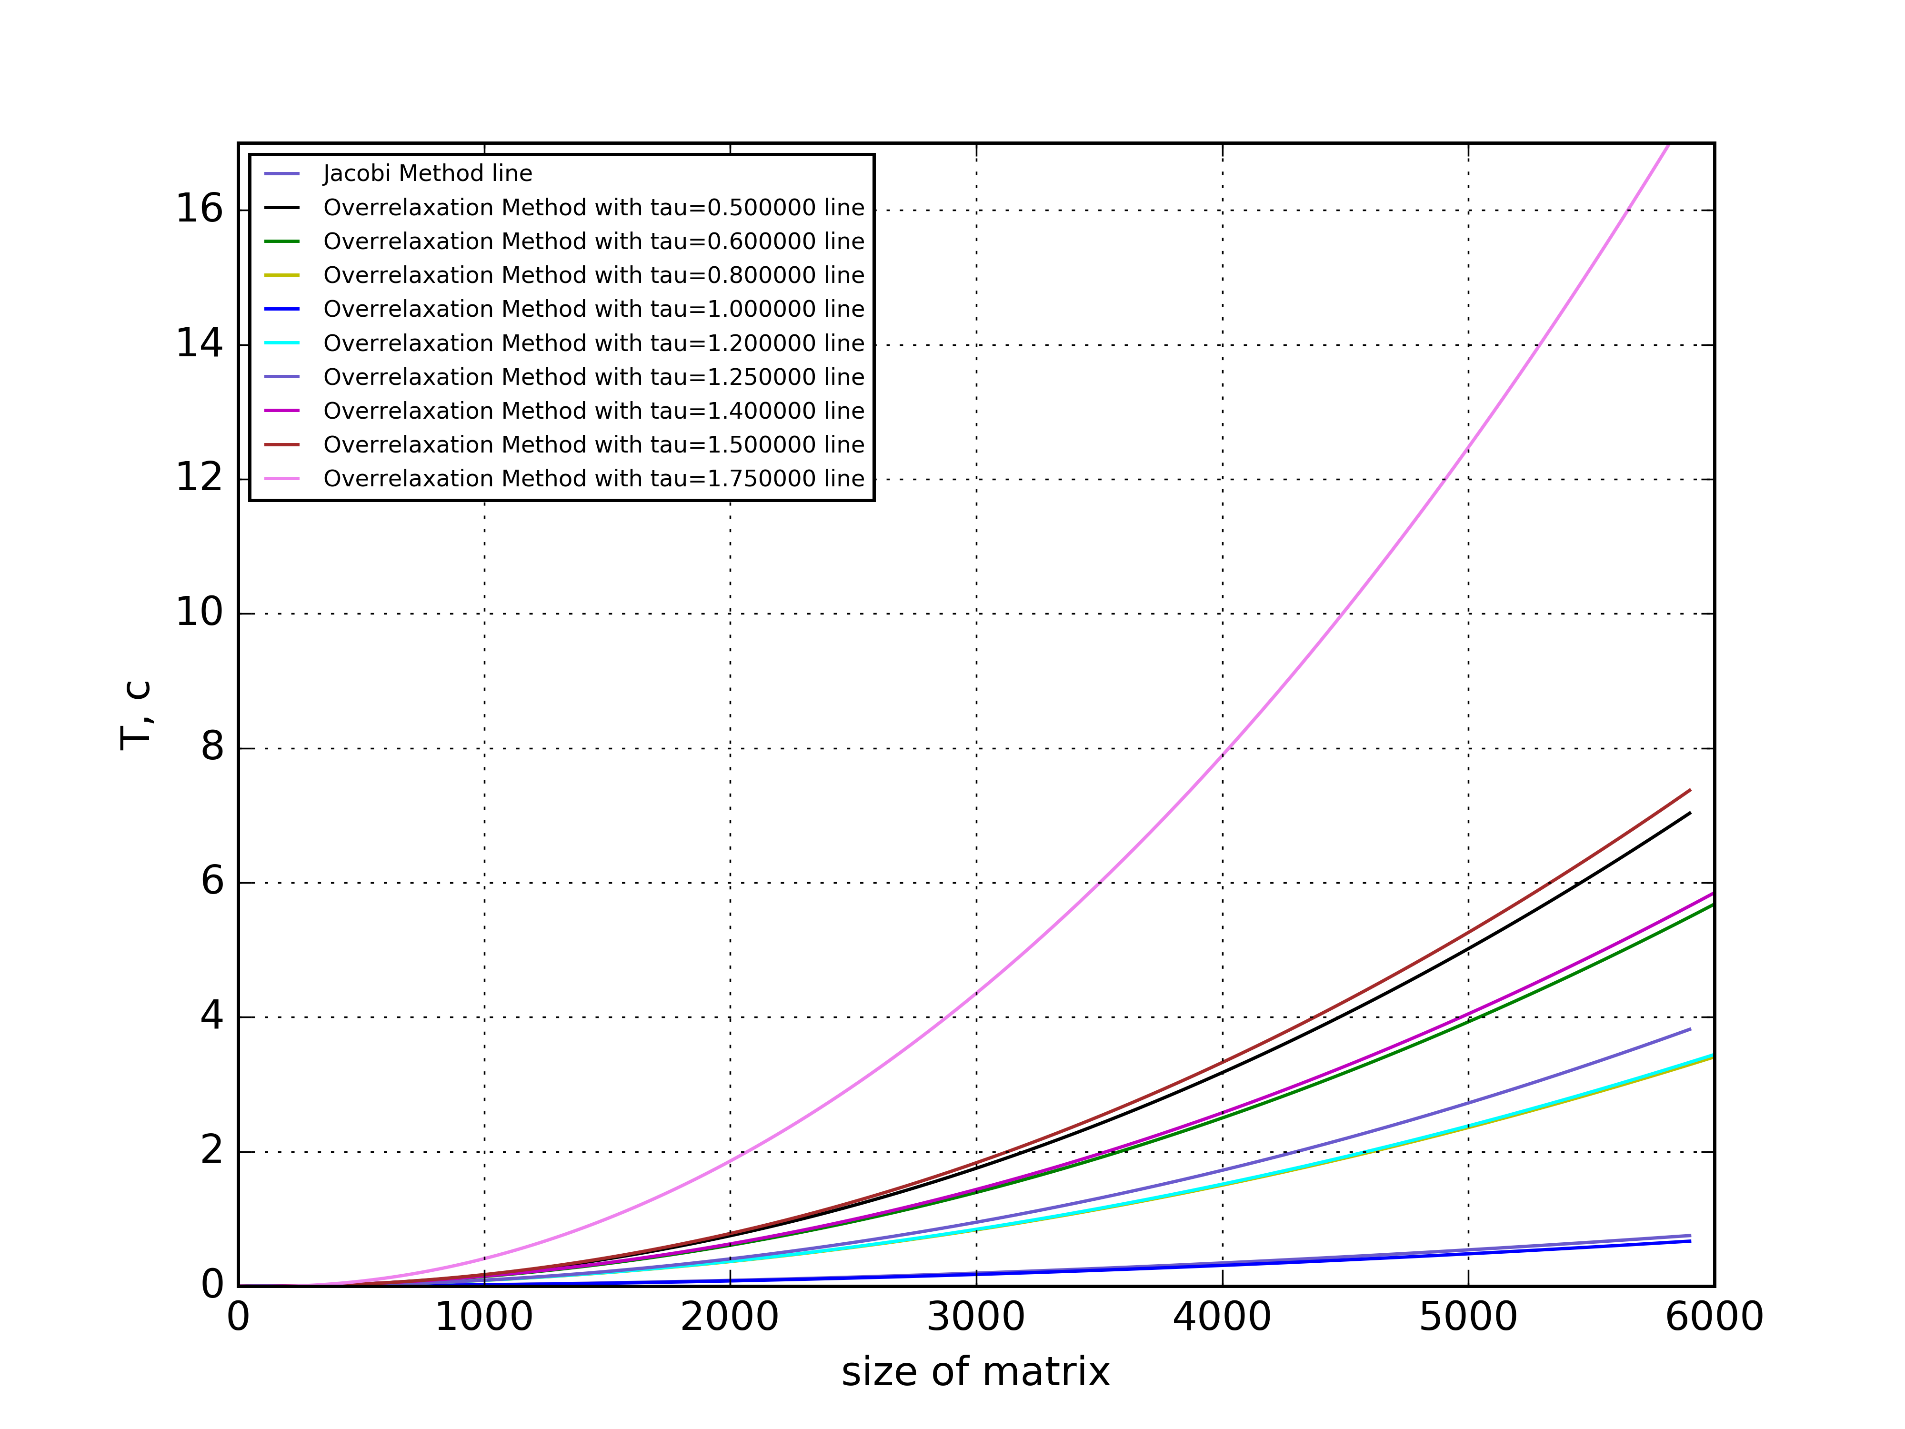 Jacobi Method line
Overrelaxation Method with tau=0.500000 line
Overrelaxation Method with tau=0.600000 line
Overrelaxation Method with tau=0.800000 line
Overrelaxation Method with tau=1.000000 line
Overrelaxation Method with tau=1.200000 line
Overrelaxation Method with tau=1.250000 line
Overrelaxation Method with tau=1.400000 line
Overrelaxation Method with tau=1.500000 line
Overrelaxation Method with tau=1.750000 line
16
14
12
10
8
6
4
2
0
T, c
0 1000 2000 3000 4000 5000 6000
size of matrix